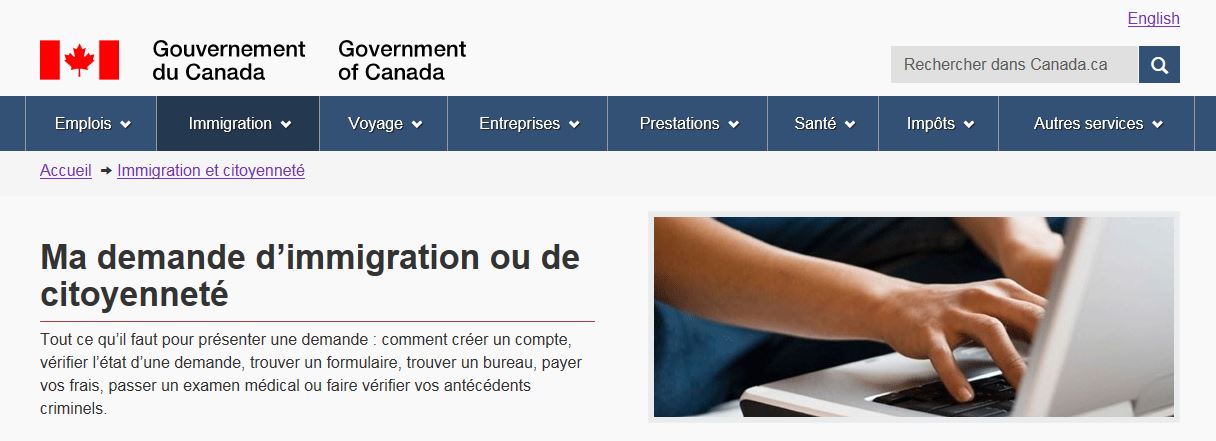 English
Gouvernement
du Canada
Government
of Canada
Rechercher dans Canada.ca
Emplois
Immigration
Voyage
Entreprises
Prestations
Santé
Impôts
Autres services
Accueil
Immigration et citoyenneté
Ma demande d’immigration ou de
citoyenneté
Tout ce qu’il faut pour présenter une demande : comment créer un compte,
vérifier l’état d’une demande, trouver un formulaire, trouver un bureau, payer
vos frais, passer un examen médical ou faire vérifier vos antécédents
criminels.